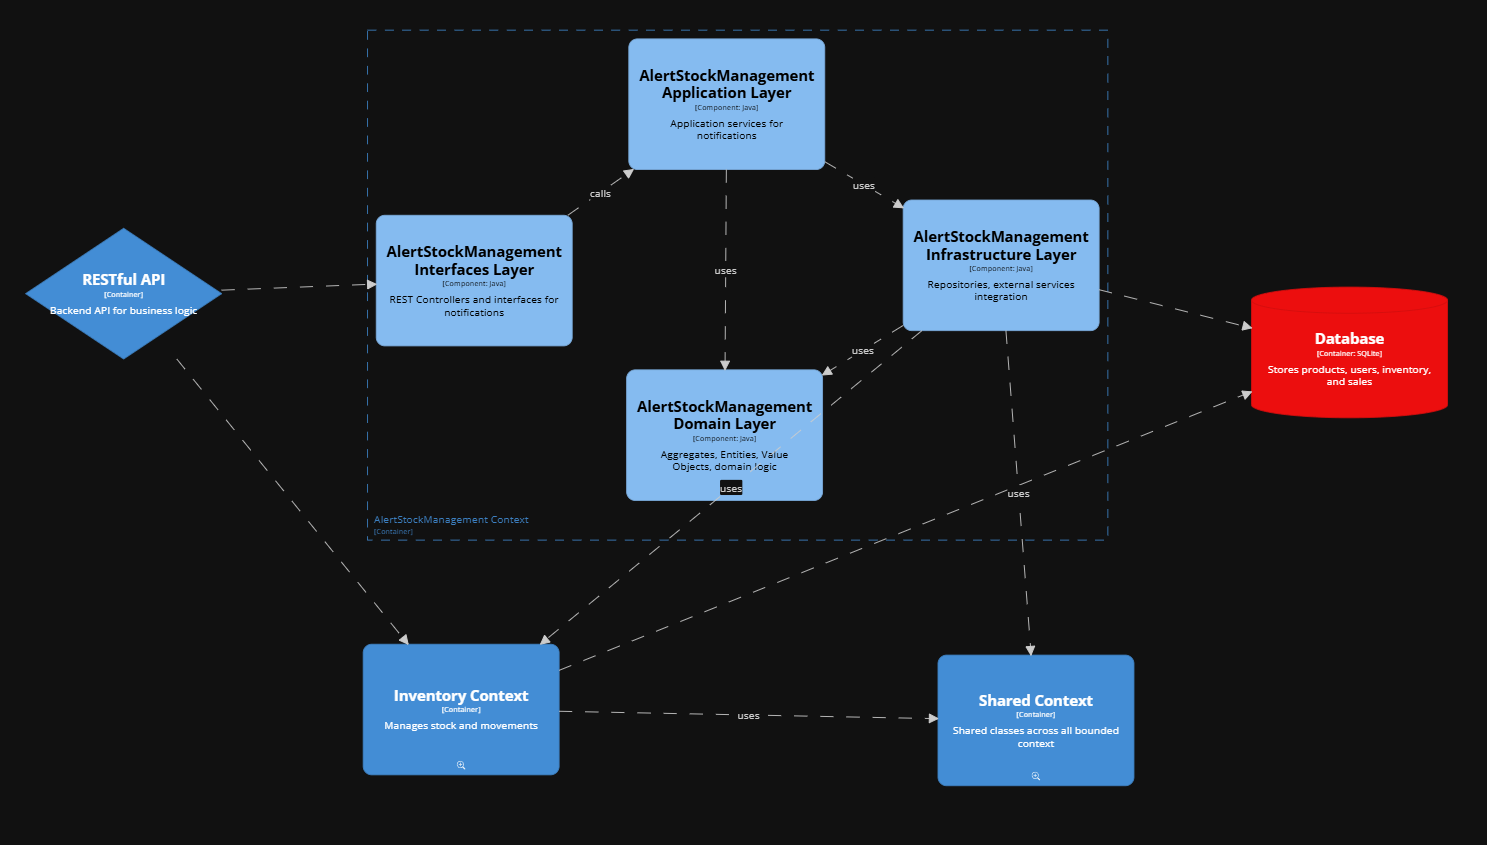 AlertStockManagement
Application Layer
[Component: Java]
Application services for
notifications
calls
uses
AlertStockManagement
Interfaces Layer
[Component: Java]
REST Controllers and interfaces for
notifications
AlertStockManagement
Infrastructure Layer
[Component: Java]
Repositories, external services
integration
RESTful API
[Container]
Backend API for business logic
uses
Database
[Container: SQLite]
Stores products, users, inventory,
and sales
uses
AlertStockManagement
Domain Layer
[Component: Java]
Aggregates, Entities, Value
Objects, domain logic
uses
uses
AlertStockManagement Context
[Container]
Inventory Context
[Container]
Manages stock and movements
uses
Shared Context
[Container]
Shared classes across all bounded
context